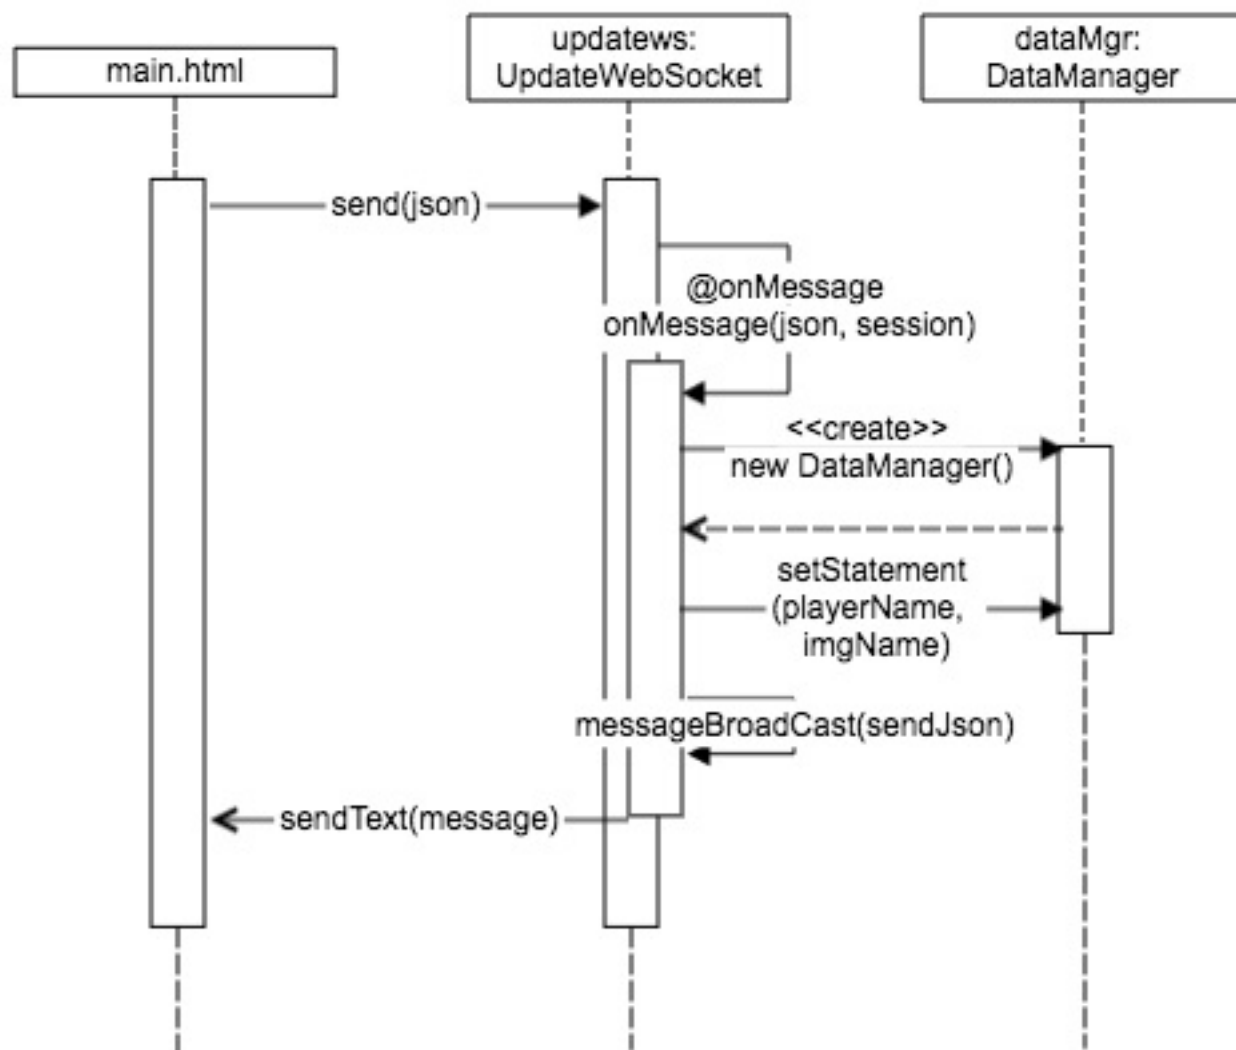 main.html
updatews:
UpdateWebSocket
dataMgr:
DataManager
send(json)
@onMessage
onMessage(json, session)
<<create>>
new DataManager()
setStatement
(playerName,
imgName)
messageBroadCast(sendJson)
sendText(message)